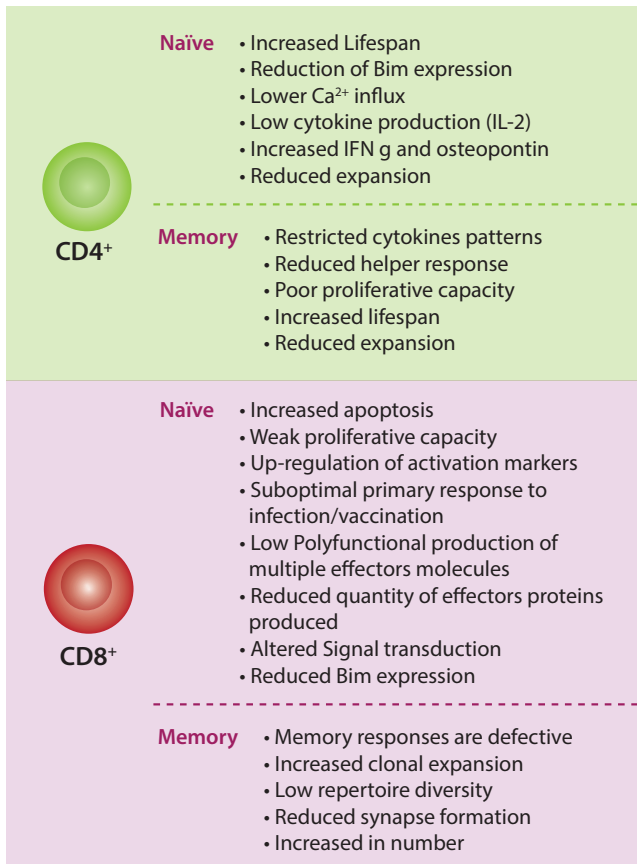 Naïve
• Increased Lifespan
• Reduction of Bim expression
• Lower Ca²⁺ influx
• Low cytokine production (IL-2)
• Increased IFN g and osteopontin
• Reduced expansion
CD4⁺
Memory
• Restricted cytokines patterns
• Reduced helper response
• Poor proliferative capacity
• Increased lifespan
• Reduced expansion
Naïve
• Increased apoptosis
• Weak proliferative capacity
• Up-regulation of activation markers
• Suboptimal primary response to
infection/vaccination
• Low Polyfunctional production of
multiple effectors molecules
• Reduced quantity of effectors proteins
produced
• Altered Signal transduction
• Reduced Bim expression
CD8⁺
Memory
• Memory responses are defective
• Increased clonal expansion
• Low repertoire diversity
• Reduced synapse formation
• Increased in number